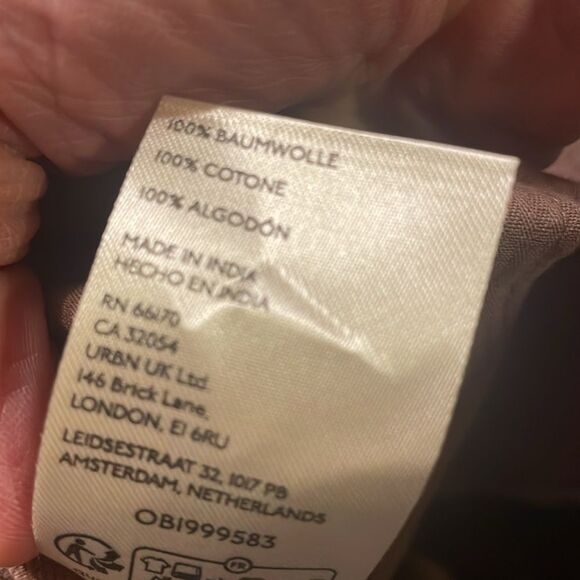 100% BAUMWOLLE
100% COTONE
100% ALGODÓN
MADE IN INDIA
HECHO EN INDIA
RN 66170
CA 32054
URBN UK Ltd
146 Brick Lane,
LONDON. E1 6RU
LEIDSESTRAAT 32, 1017 PB
AMSTERDAM, NETHERLANDS
OB1999583
FR